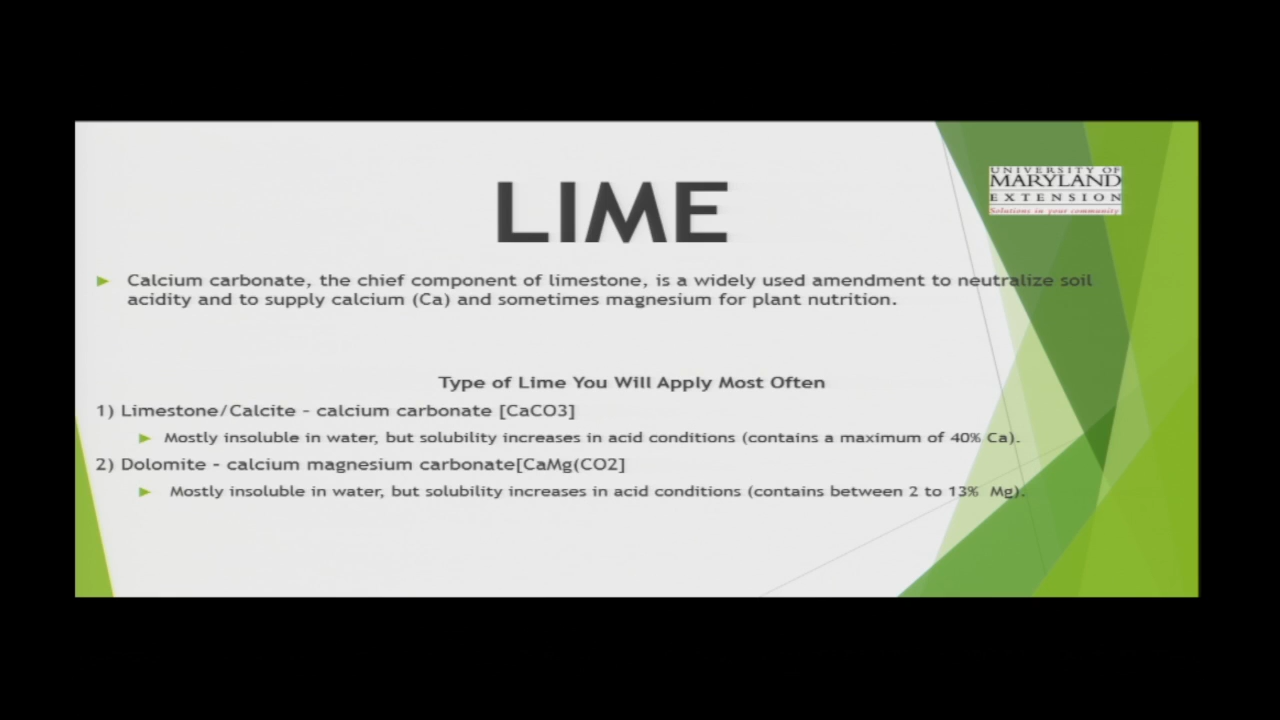 LIME
UNIVERSITY OF
MARYLAND
EXTENSION
Solutions in your community
Calcium carbonate, the chief component of limestone, is a widely used amendment to neutralize soil
acidity and to supply calcium (Ca) and sometimes magnesium for plant nutrition.
Type of Lime You Will Apply Most Often
1) Limestone/Calcite – calcium carbonate [CaCO3]
Mostly insoluble in water, but solubility increases in acid conditions (contains a maximum of 40% Ca).
2) Dolomite – calcium magnesium carbonate[CaMg(CO2]
Mostly insoluble in water, but solubility increases in acid conditions (contains between 2 to 13% Mg).